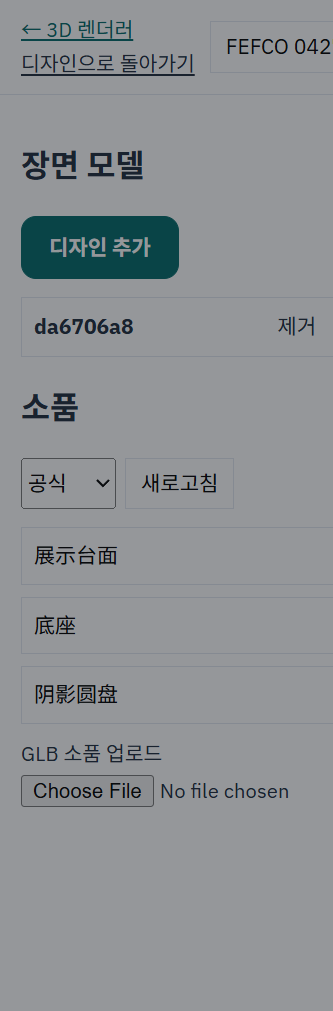 ← 3D 렌더러
디자인으로 돌아가기
FEFCO 042
장면 모델
디자인 추가
da6706a8
제거
소품
공식
새로고침
展示台面
底座
阴影圆盘
GLB 소품 업로드
Choose File No file chosen